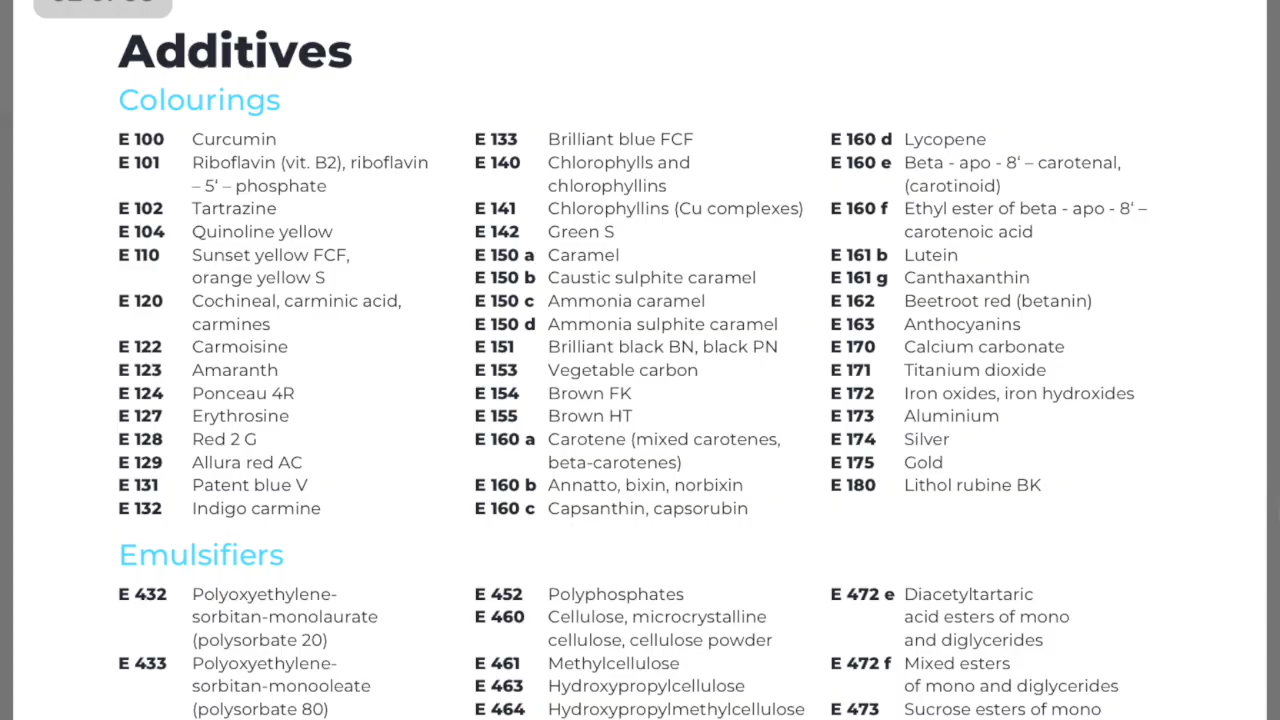 Additives
Colourings
E 100 Curcumin
E 101 Riboflavin (vit. B2), riboflavin
– 5‘ – phosphate
E 102 Tartrazine
E 104 Quinoline yellow
E 110 Sunset yellow FCF,
orange yellow S
E 120 Cochineal, carminic acid,
carmines
E 122 Carmoisine
E 123 Amaranth
E 124 Ponceau 4R
E 127 Erythrosine
E 128 Red 2 G
E 129 Allura red AC
E 131 Patent blue V
E 132 Indigo carmine
E 133 Brilliant blue FCF
E 140 Chlorophylls and
chlorophyllins
E 141 Chlorophyllins (Cu complexes)
E 142 Green S
E 150 a Caramel
E 150 b Caustic sulphite caramel
E 150 c Ammonia caramel
E 150 d Ammonia sulphite caramel
E 151 Brilliant black BN, black PN
E 153 Vegetable carbon
E 154 Brown FK
E 155 Brown HT
E 160 a Carotene (mixed carotenes,
beta-carotenes)
E 160 b Annatto, bixin, norbixin
E 160 c Capsanthin, capsorubin
E 160 d Lycopene
E 160 e Beta - apo - 8‘ – carotenal,
(carotinoid)
E 160 f Ethyl ester of beta - apo - 8‘ –
carotenoic acid
E 161 b Lutein
E 161 g Canthaxanthin
E 162 Beetroot red (betanin)
E 163 Anthocyanins
E 170 Calcium carbonate
E 171 Titanium dioxide
E 172 Iron oxides, iron hydroxides
E 173 Aluminium
E 174 Silver
E 175 Gold
E 180 Lithol rubine BK
Emulsifiers
E 432 Polyoxyethylene-
sorbitan-monolaurate
(polysorbate 20)
E 433 Polyoxyethylene-
sorbitan-monooleate
(polysorbate 80)
E 452 Polyphosphates
E 460 Cellulose, microcrystalline
cellulose, cellulose powder
E 461 Methylcellulose
E 463 Hydroxypropylcellulose
E 464 Hydroxypropylmethylcellulose
E 472 e Diacetyltartaric
acid esters of mono
and diglycerides
E 472 f Mixed esters
of mono and diglycerides
E 473 Sucrose esters of mono